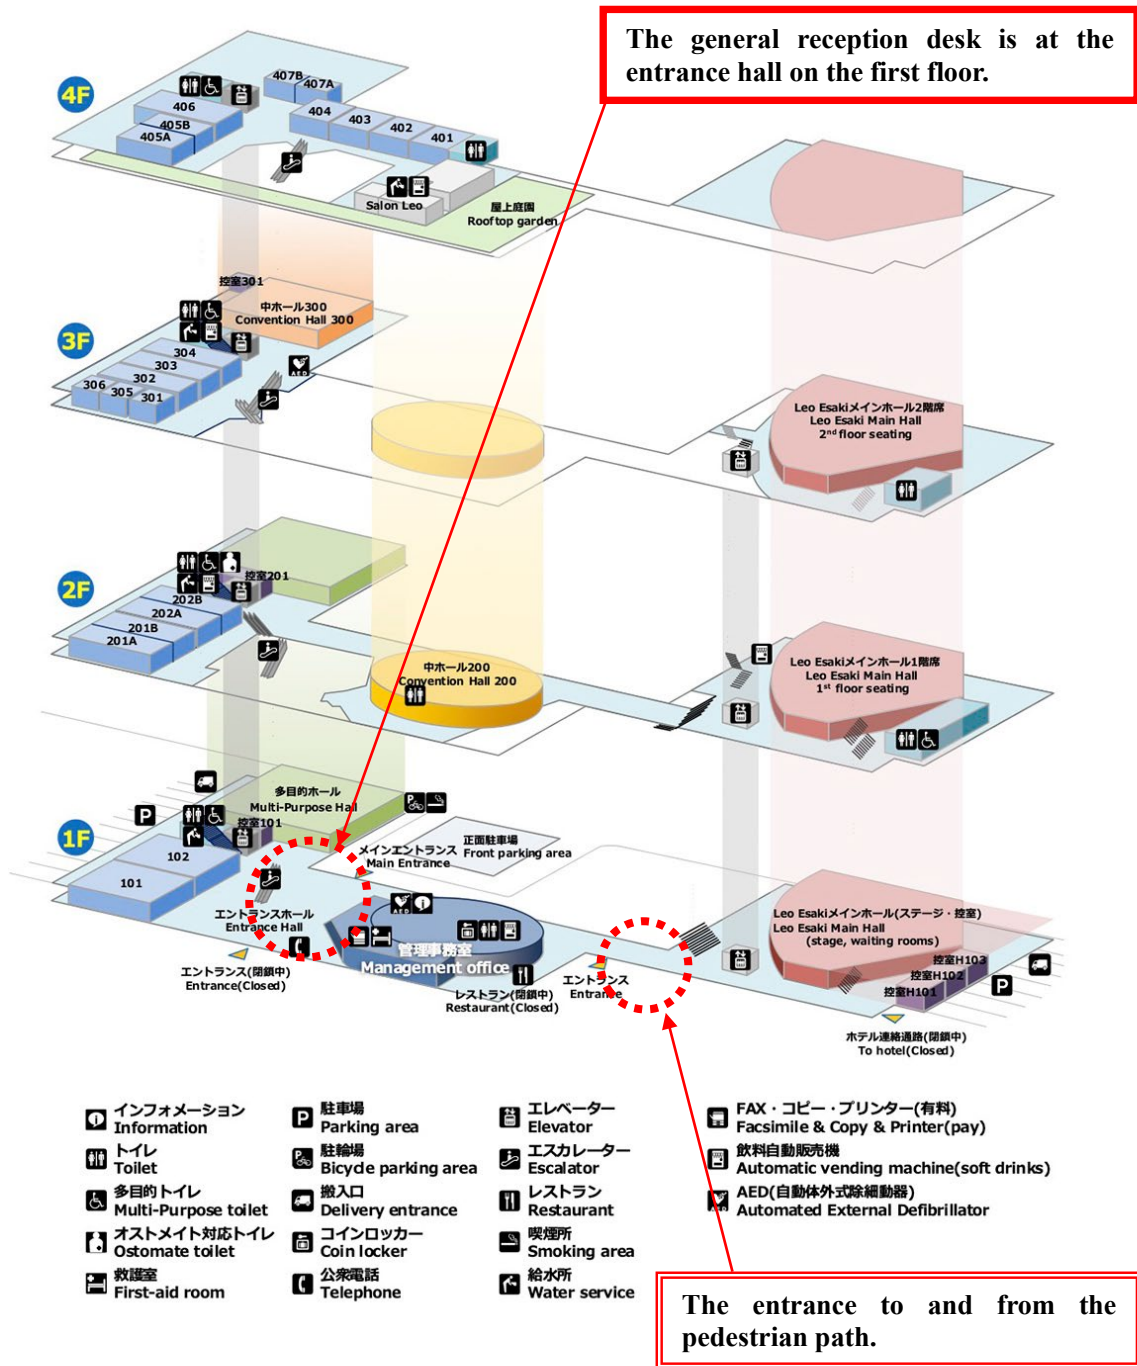 The general reception desk is at the
entrance hall on the first floor.
4F
407B
407A
406
405B
405A
404
403
402
401
Salon Leo
屋上庭園
Rooftop garden
控室301
中ホール300
Convention Hall 300
3F
304
303
302
306
305
301
AED
Leo Esakiメインホール2階席
Leo Esaki Main Hall
2nd floor seating
2F
控室201
202B
202A
201B
201A
中ホール200
Convention Hall 200
Leo Esakiメインホール1階席
Leo Esaki Main Hall
1st floor seating
多目的ホール
Multi-Purpose Hall
P
控室101
1F
102
101
P
メインエントランス
Main Entrance
正面駐車場
Front parking area
エントランスホール
Entrance Hall
AED
管理事務室
Management office
エントランス(閉鎖中)
Entrance(Closed)
レストラン(閉鎖中)
Restaurant(Closed)
エントランス
Entrance
Leo Esakiメインホール(ステージ・控室)
Leo Esaki Main Hall
(stage, waiting rooms)
控室H103
控室H102
控室H101
P
ホテル連絡通路(閉鎖中)
To hotel(Closed)
インフォメーション
Information
トイレ
Toilet
多目的トイレ
Multi-Purpose toilet
オストメイト対応トイレ
Ostomate toilet
救護室
First-aid room
P
駐車場
Parking area
P
駐輪場
Bicycle parking area
搬入口
Delivery entrance
コインロッカー
Coin locker
公衆電話
Telephone
エレベーター
Elevator
エスカレーター
Escalator
レストラン
Restaurant
喫煙所
Smoking area
給水所
Water service
FAX・コピー・プリンター(有料)
Facsimile & Copy & Printer(pay)
飲料自動販売機
Automatic vending machine(soft drinks)
AED
AED(自動体外式除細動器)
Automated External Defibrillator
The entrance to and from the
pedestrian path.